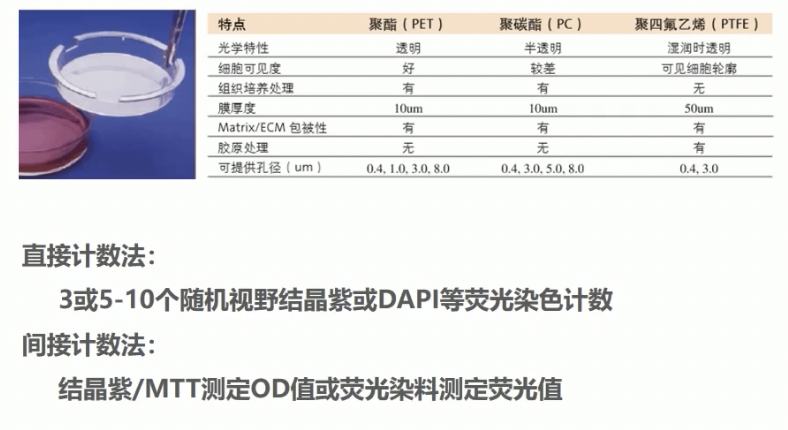 特点 聚酯（PET） 聚碳酯（PC） 聚四氟乙烯（PTFE）
光学特性 透明 半透明 湿润时透明
细胞可见度 好 较差 可见细胞轮廓
组织培养处理 有 有 无
膜厚度 10um 10um 50um
Matrix/ECM 包被性 有 有 有
胶原处理 无 无 有
可提供孔径（um） 0.4, 1.0, 3.0, 8.0 0.4, 3.0, 5.0, 8.0 0.4, 3.0
直接计数法：
3或5-10个随机视野结晶紫或DAPI等荧光染色计数
间接计数法：
结晶紫/MTT测定OD值或荧光染料测定荧光值